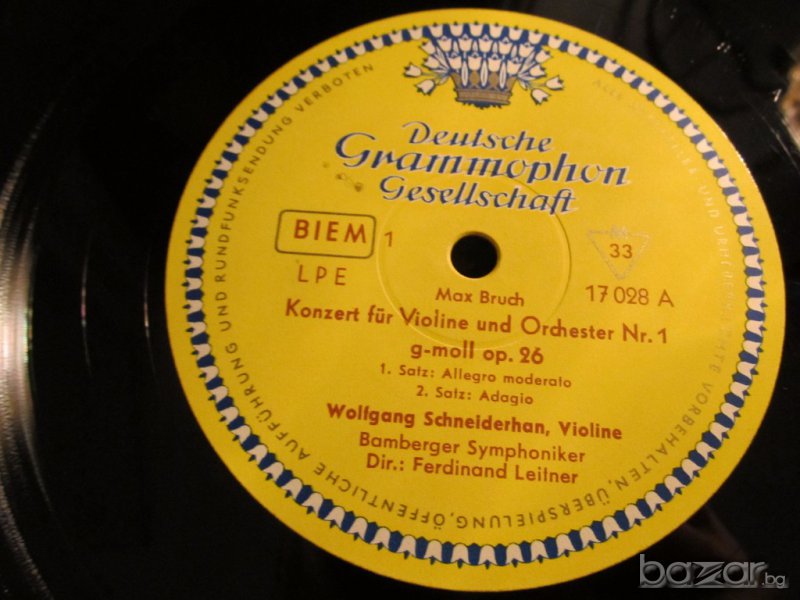 Deutsche
Grammophon
Gesellschaft
BIEM 1
33
LPE
17 028 A
Max Bruch
Konzert für Violine und Orchester Nr. 1
g-moll op. 26
1. Satz: Allegro moderato
2. Satz: Adagio
Wolfgang Schneiderhan, Violine
Bamberger Symphoniker
Dir.: Ferdinand Leitner
ALLE UND VORBEHALTEN, ÜBERSPIELUNG, ÖFFENTLICHE AUFFÜHRUNG UND RUNDFUNKSENDUNG VERBOTEN
bazar.bg